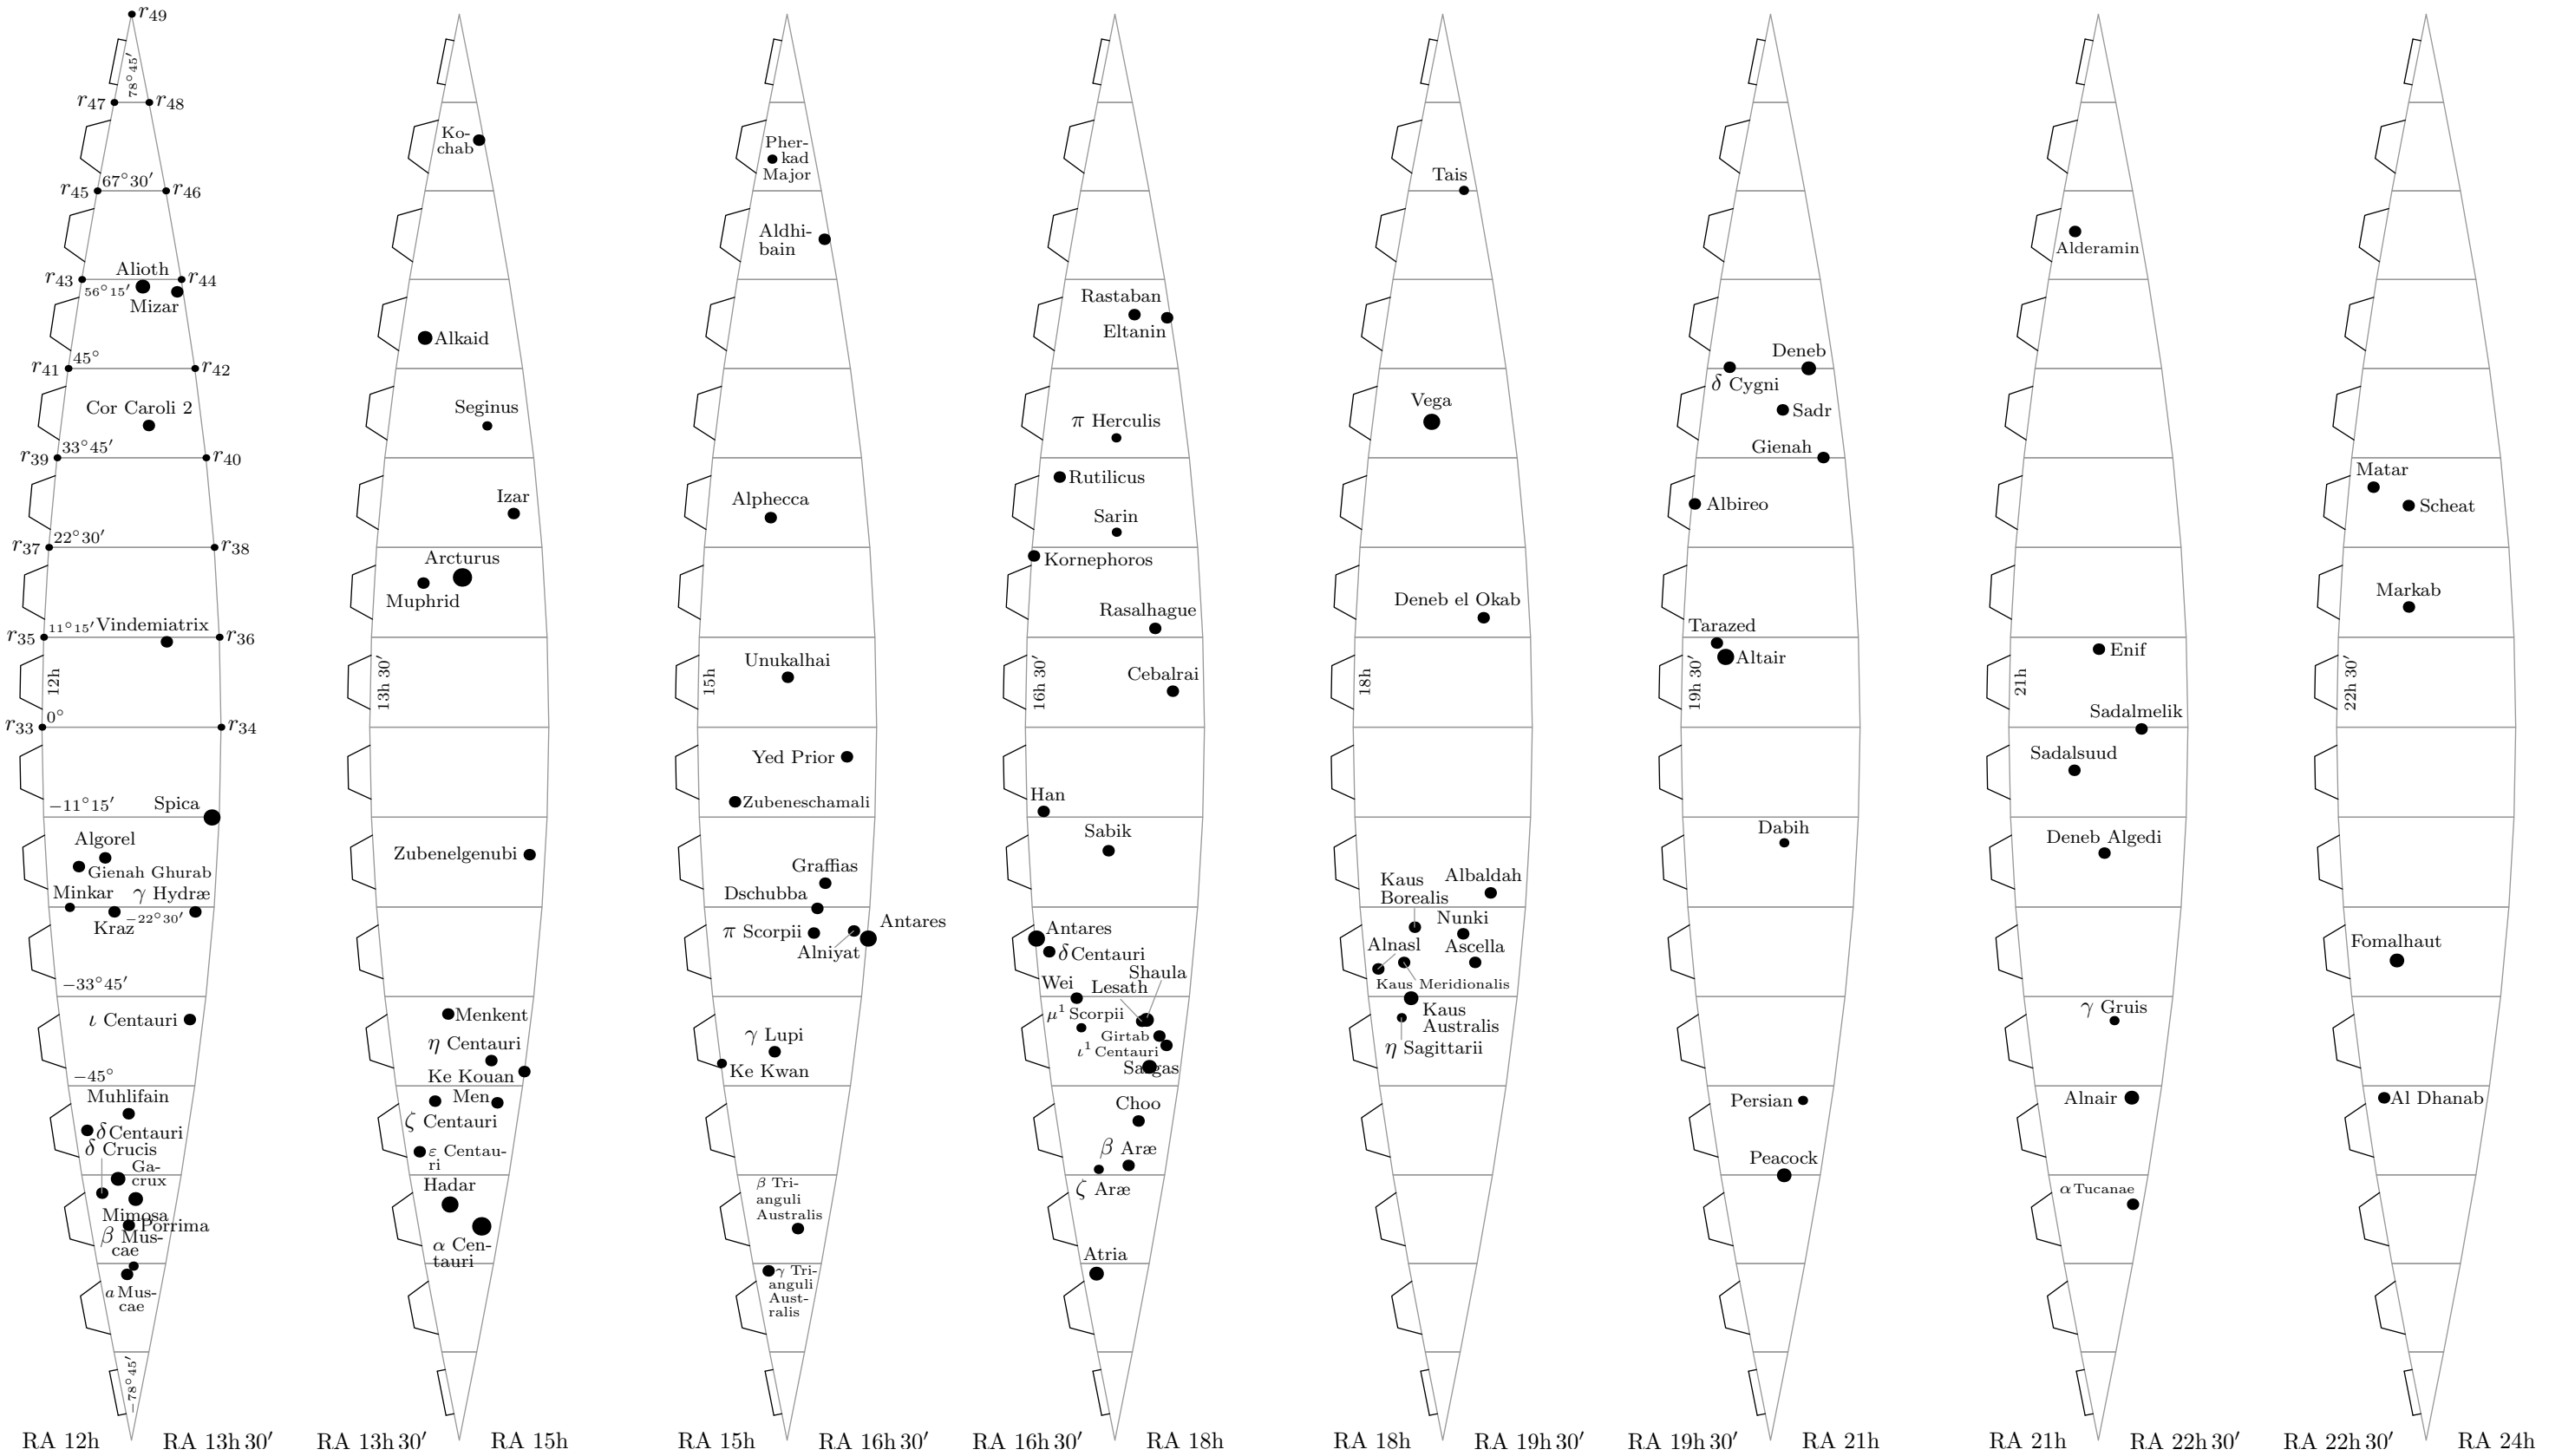 r49
78°45′
r47
r48
r45
67°30′
r46
Alioth
r43
r44
56°15′
Mizar
r41
45°
r42
Cor Caroli 2
r39
33°45′
r40
r37
22°30′
r38
r35
11°15′
Vindemiatrix
r36
12h
r33
0°
r34
−11°15′
Spica
Algorel
Gienah Ghurab
Minkar
γ Hydræ
Kraz
−22°30′
−33°45′
ι Centauri
−45°
Muhlifain
δ Centauri
δ Crucis
Ga-
crux
Mimosa
Porrima
β Mus-
cae
a Mus-
cae
−78°45′
RA 12h
RA 13h 30′
Ko-
chab
Alkaid
Seginus
Izar
Arcturus
Muphrid
13h 30′
Zubenelgenubi
Menkent
η Centauri
Ke Kouan
Men
ζ Centauri
ε Centau-
ri
Hadar
α Cen-
tauri
RA 13h 30′
RA 15h
Pher-
kad
Major
Aldhi-
bain
Alphecca
Unukalhai
15h
Yed Prior
Zubeneschamali
Graffias
Dschubba
Antares
π Scorpii
Alniyat
γ Lupi
Ke Kwan
β Tri-
anguli
Australis
γ Tri-
anguli
Aust-
ralis
RA 15h
RA 16h 30′
Rastaban
Eltanin
π Herculis
Rutilicus
Sarin
Kornephoros
Rasalhague
16h 30′
Cebalrai
Han
Sabik
Antares
δ Centauri
Shaula
Wei
Lesath
μ1 Scorpii
Girtab
ι1 Centauri
Sargas
Choo
β Aræ
ζ Aræ
Atria
RA 16h 30′
RA 18h
Tais
Vega
Deneb el Okab
18h
Albaldah
Kaus
Borealis
Nunki
Alnasl
Ascella
Kaus Meridionalis
Kaus
Australis
η Sagittarii
RA 18h
RA 19h 30′
Deneb
δ Cygni
Sadr
Gienah
Albireo
Tarazed
Altair
19h 30′
Dabih
Persian
Peacock
RA 19h 30′
RA 21h
Alderamin
Enif
21h
Sadalmelik
Sadalsuud
Deneb Algedi
γ Gruis
Alnair
α Tucanae
RA 21h
RA 22h 30′
Matar
Scheat
Markab
22h 30′
Fomalhaut
Al Dhanab
RA 22h 30′
RA 24h